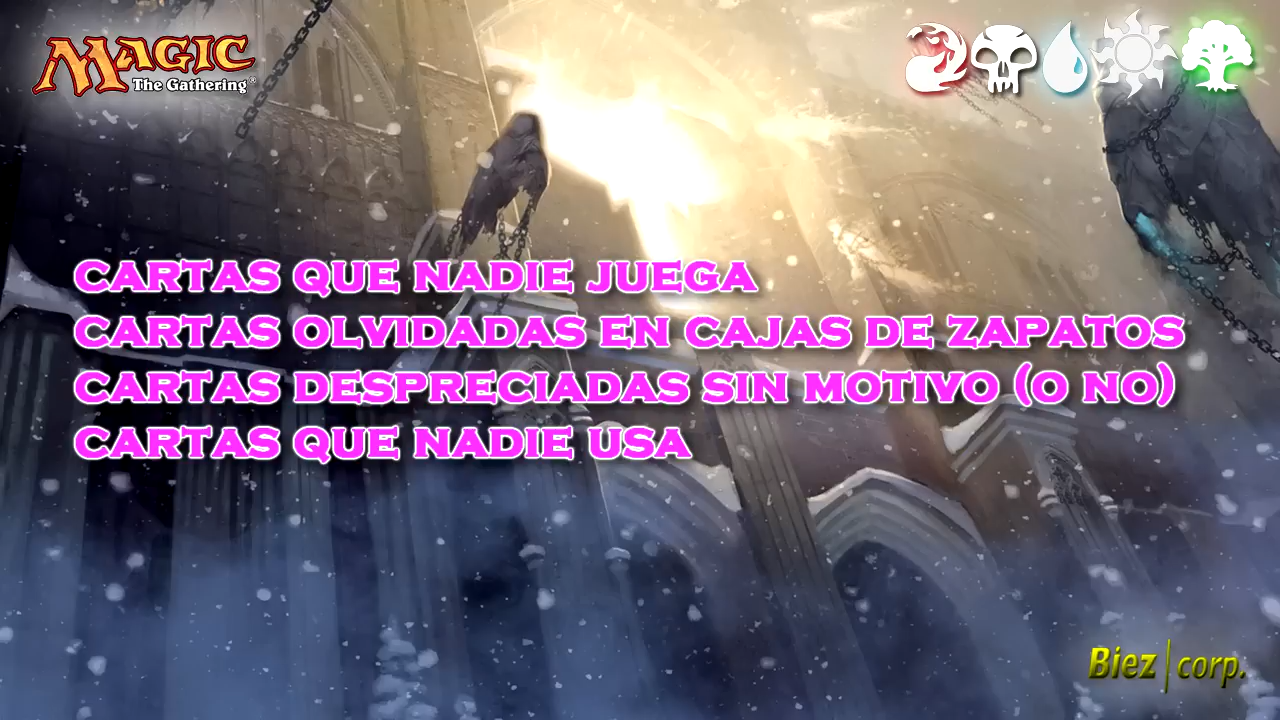 MAGIC
The Gathering®
CARTAS QUE NADIE JUEGA
CARTAS OLVIDADAS EN CAJAS DE ZAPATOS
CARTAS DESPRECIADAS SIN MOTIVO (O NO)
CARTAS QUE NADIE USA
Biez | corp.